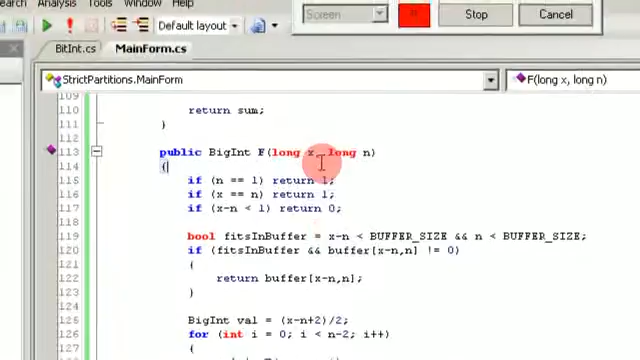 Screen
Stop
Cancel
Search Analysis Tools Window Help
Default layout
BitInt.cs MainForm.cs
StrictPartitions.MainForm
F(long x, long n)
109
110 return sum;
111 }
112
113 public BigInt F(long x, long n)
114 {
115 if (n == 1) return 1;
116 if (x == n) return 1;
117 if (x-n < 1) return 0;
118
119 bool fitsInBuffer = x-n < BUFFER_SIZE && n < BUFFER_SIZE;
120 if (fitsInBuffer && buffer[x-n,n] != 0)
121 {
122 return buffer[x-n,n];
123 }
124
125 BigInt val = (x-n+2)/2;
126 for (int i = 0; i < n-2; i++)
127 {